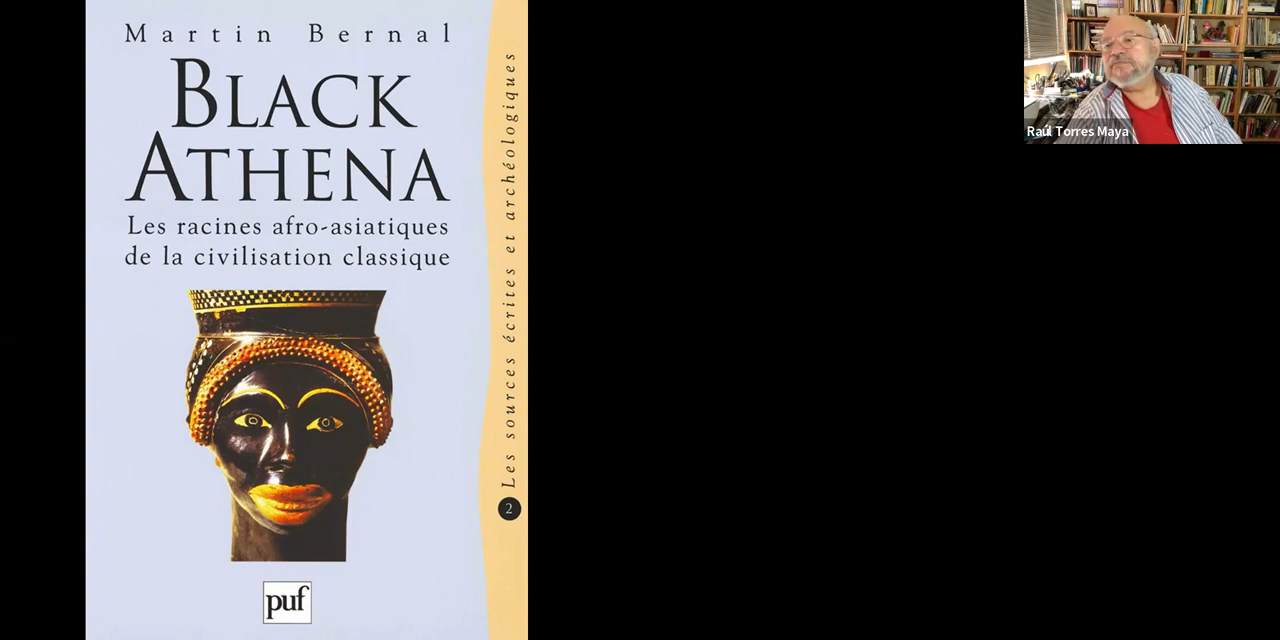 Martin Bernal
BLACK
ATHENA
Les racines afro-asiatiques
de la civilisation classique
Les sources écrites et archéologiques
2
puf
Raúl Torres Maya